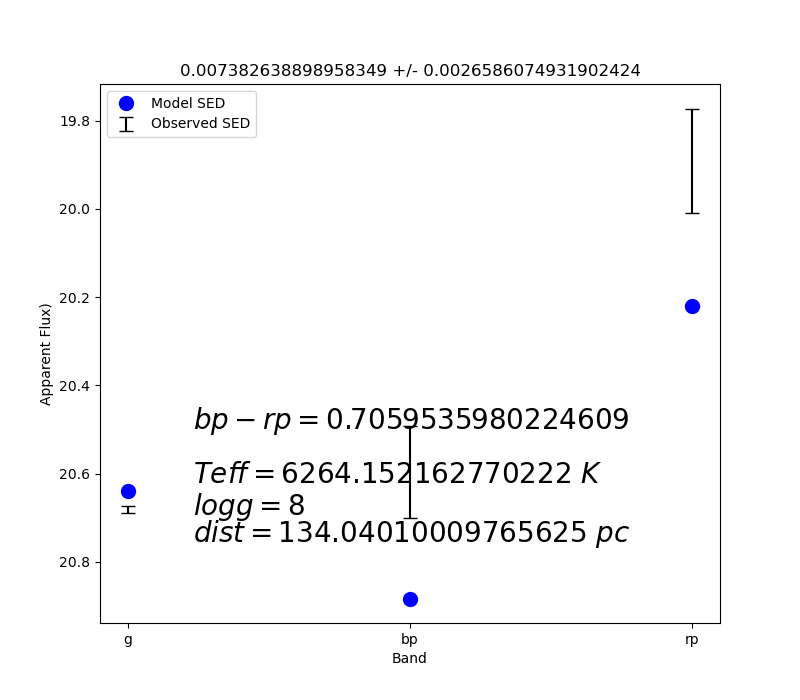 0.007382638898958349 +/- 0.0026586074931902424
Model SED
Observed SED
19.8
20.0
20.2
20.4
20.6
20.8
Apparent Flux)
bp − rp = 0.7059535980224609
Teff = 6264.152162770222 K
logg = 8
dist = 134.04010009765625 pc
g
bp
rp
Band